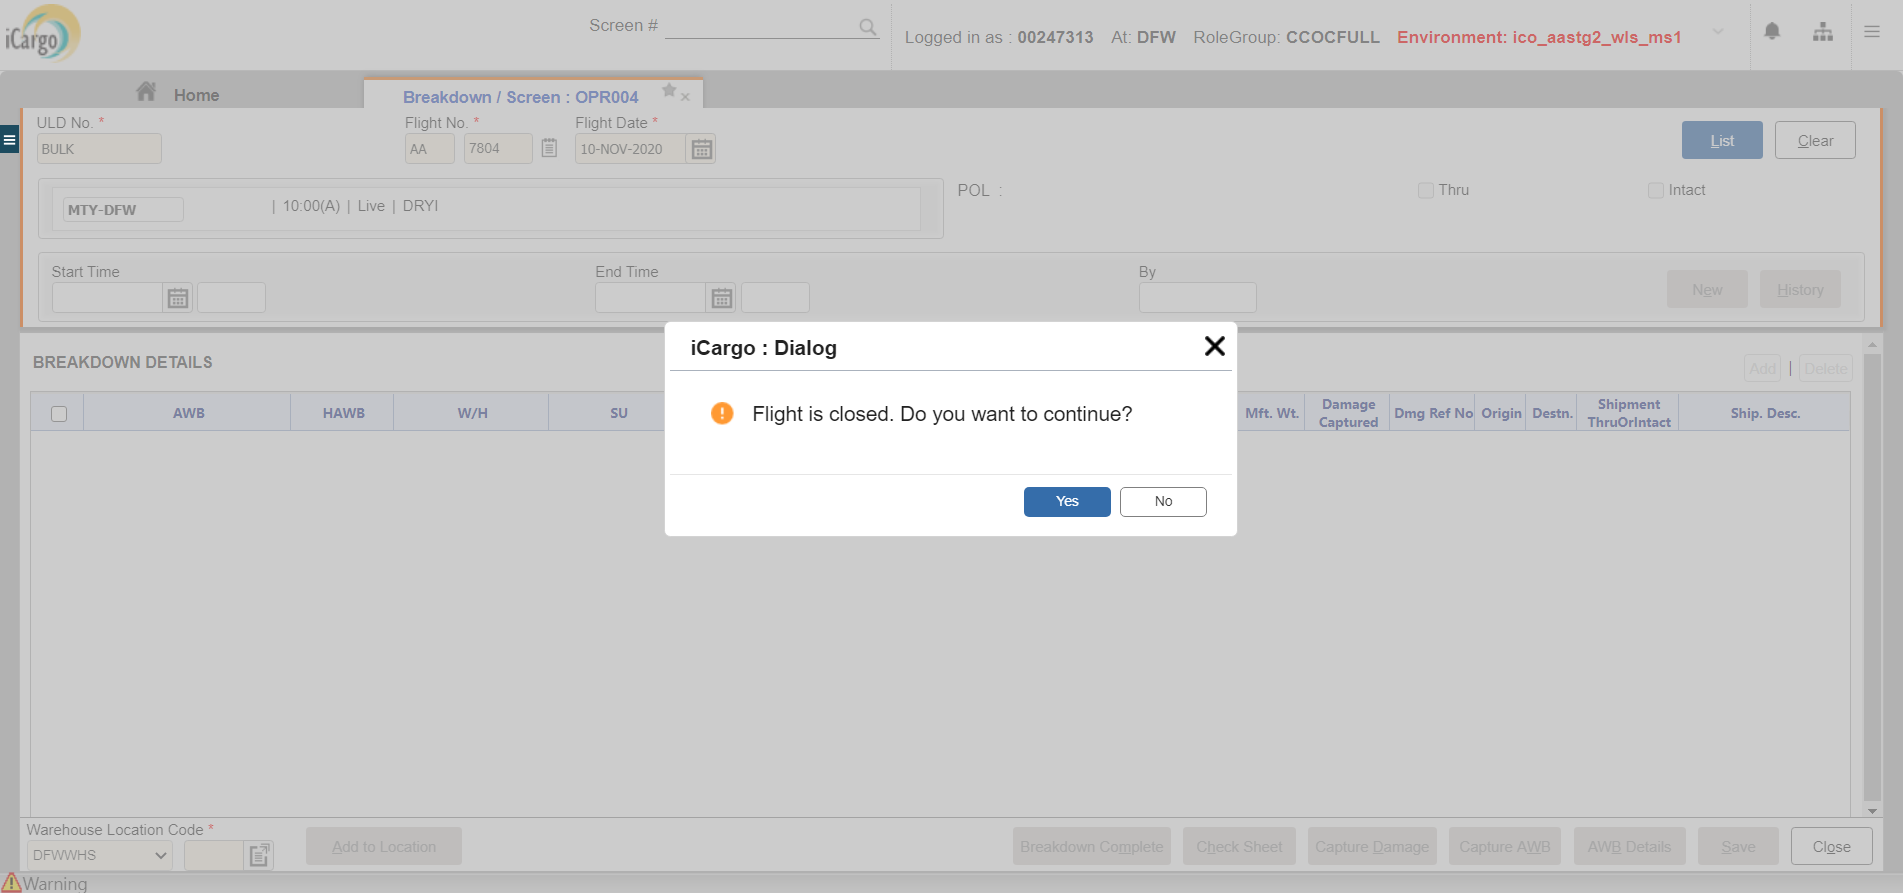 iCargo
Screen #
Logged in as : 00247313 At: DFW RoleGroup: CCOCFULL Environment: ico_aastg2_wls_ms1
Home
Breakdown / Screen : OPR004
ULD No. *
Flight No. *
Flight Date *
BULK
AA
7804
10-NOV-2020
List
Clear
MTY-DFW
| 10:00(A) | Live | DRYI
POL :
Thru
Intact
Start Time
End Time
By
New
History
iCargo : Dialog
Flight is closed. Do you want to continue?
Yes
No
BREAKDOWN DETAILS
Add | Delete
AWB
HAWB
W/H
SU
Mft. Wt.
Damage Captured
Dmg Ref No
Origin
Destn.
Shipment ThruOrIntact
Ship. Desc.
Warehouse Location Code *
DFWWHS
Add to Location
Breakdown Complete
Check Sheet
Capture Damage
Capture AWB
AWB Details
Save
Close
Warning